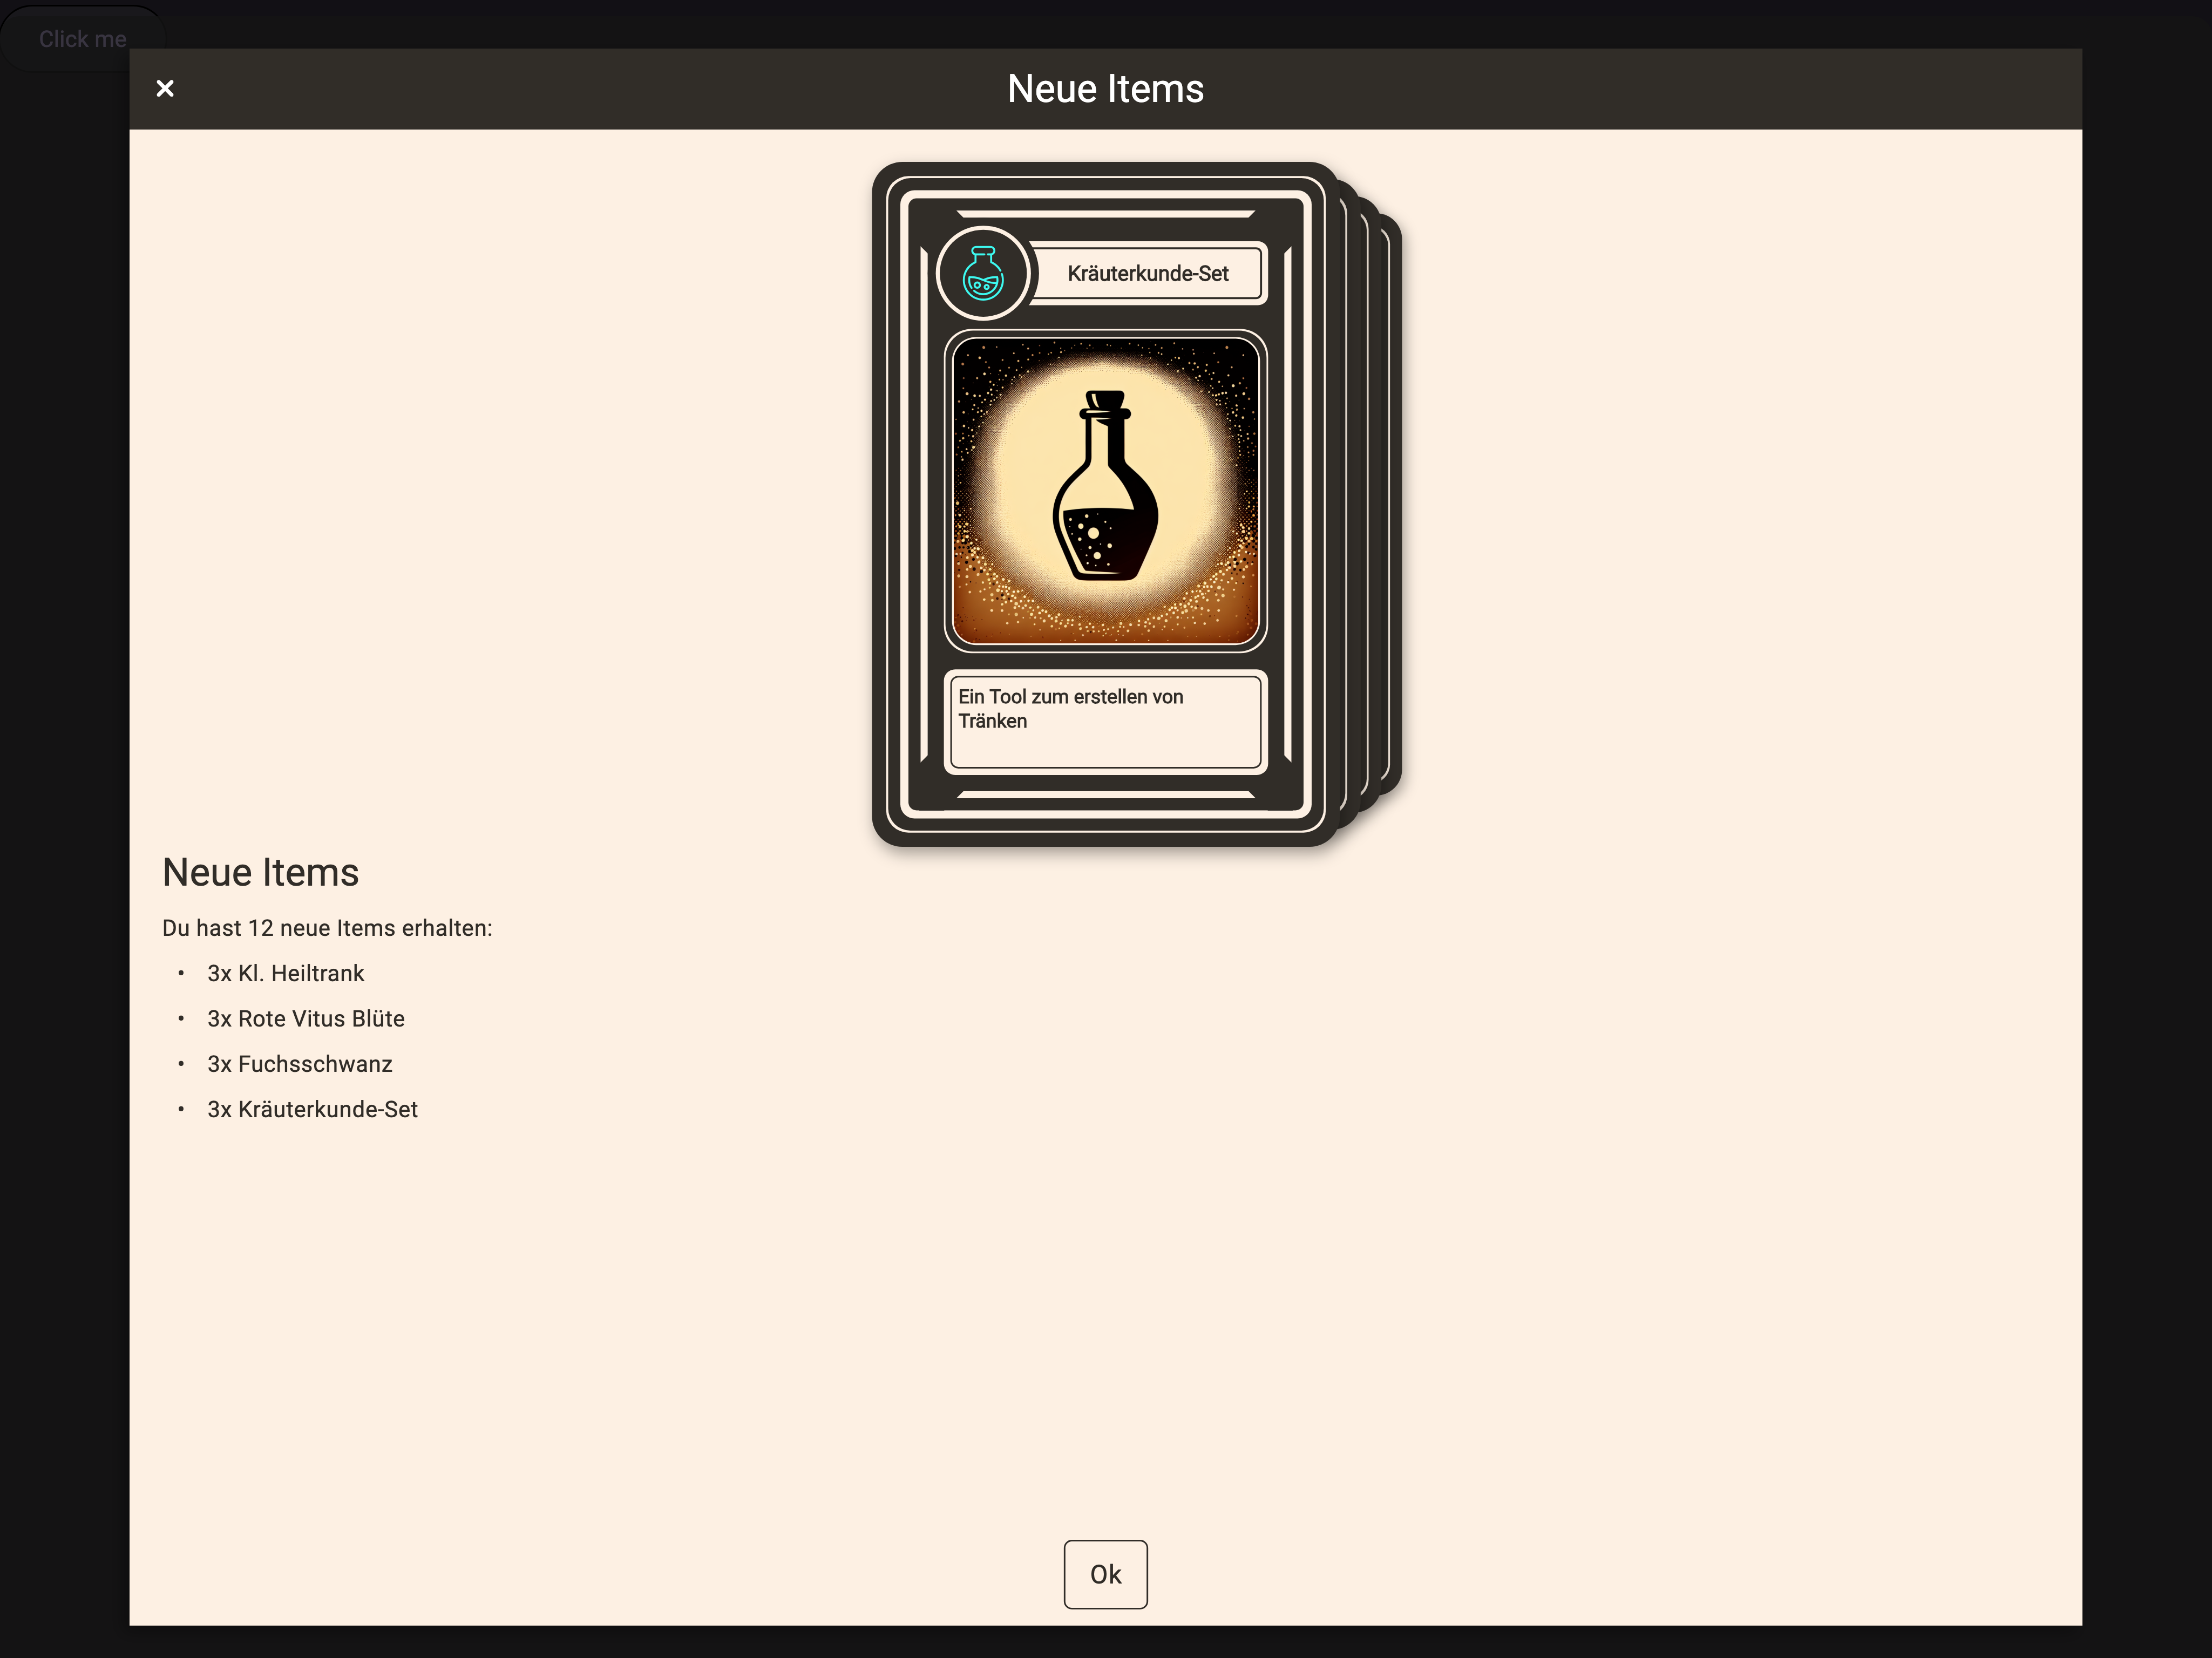 Click me
Neue Items
Kräuterkunde-Set
Ein Tool zum erstellen von
Tränken
Neue Items
Du hast 12 neue Items erhalten:
• 3x Kl. Heiltrank
• 3x Rote Vitus Blüte
• 3x Fuchsschwanz
• 3x Kräuterkunde-Set
Ok